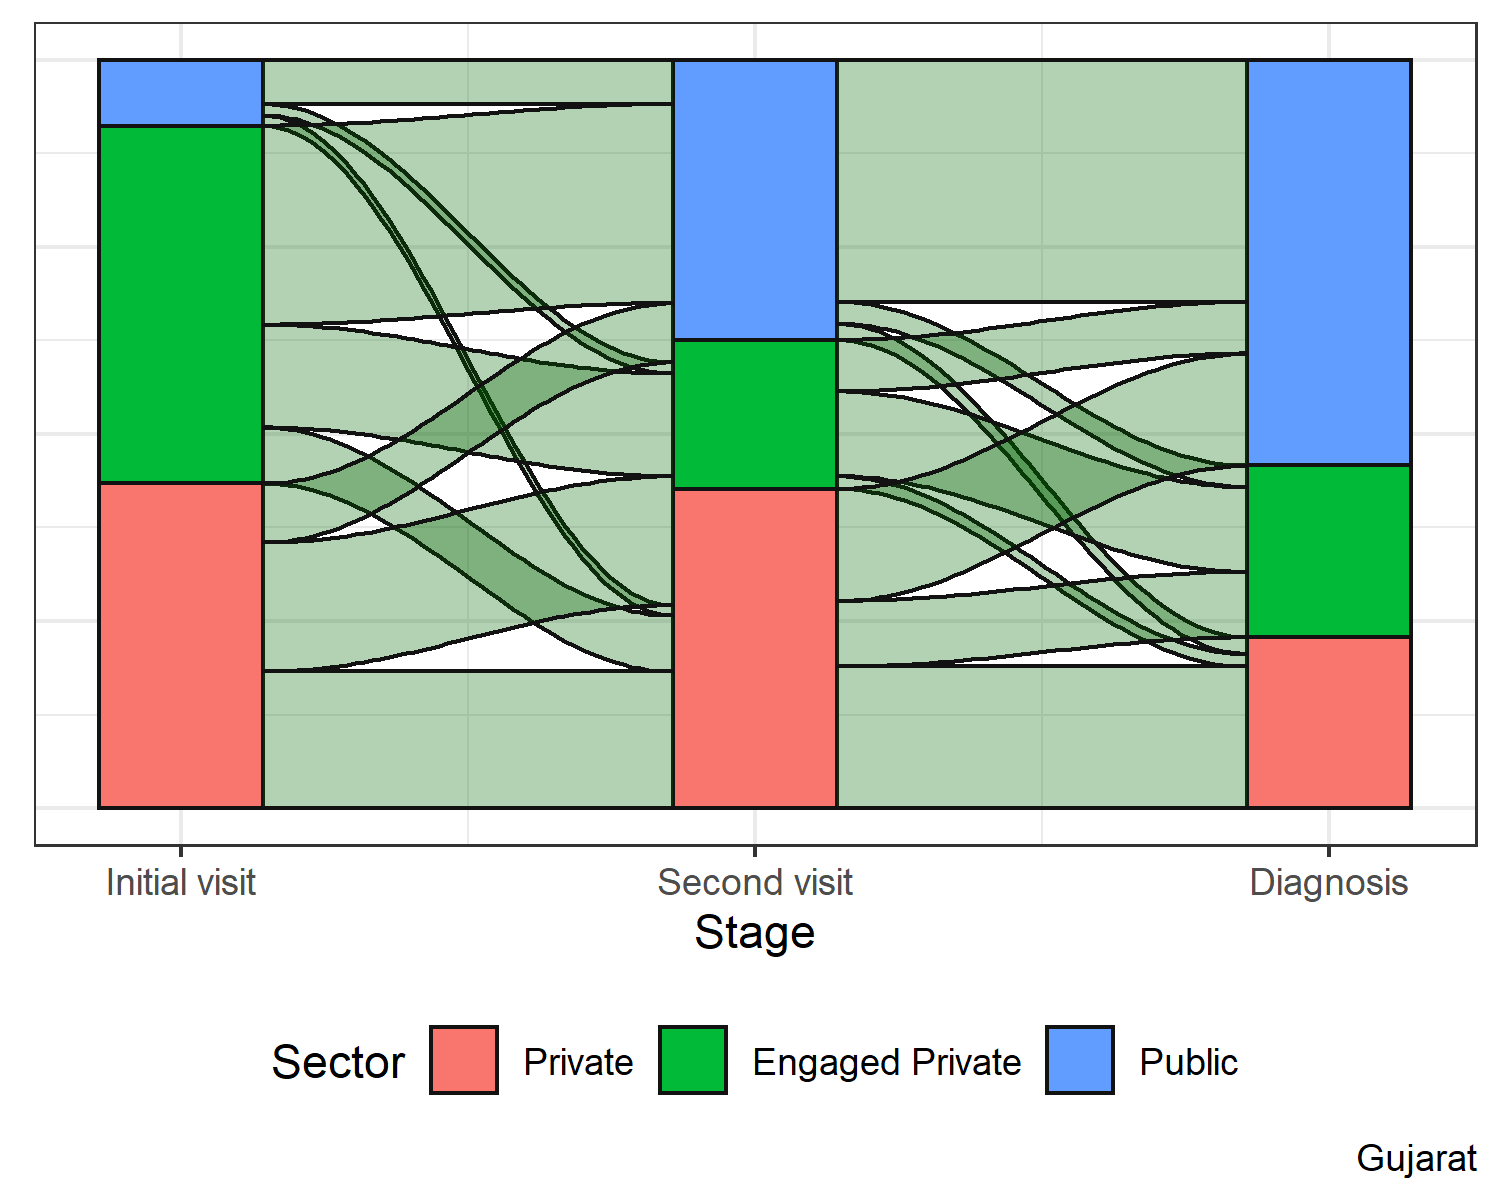 Initial visit Second visit Diagnosis
Stage
Sector Private Engaged Private Public
Gujarat